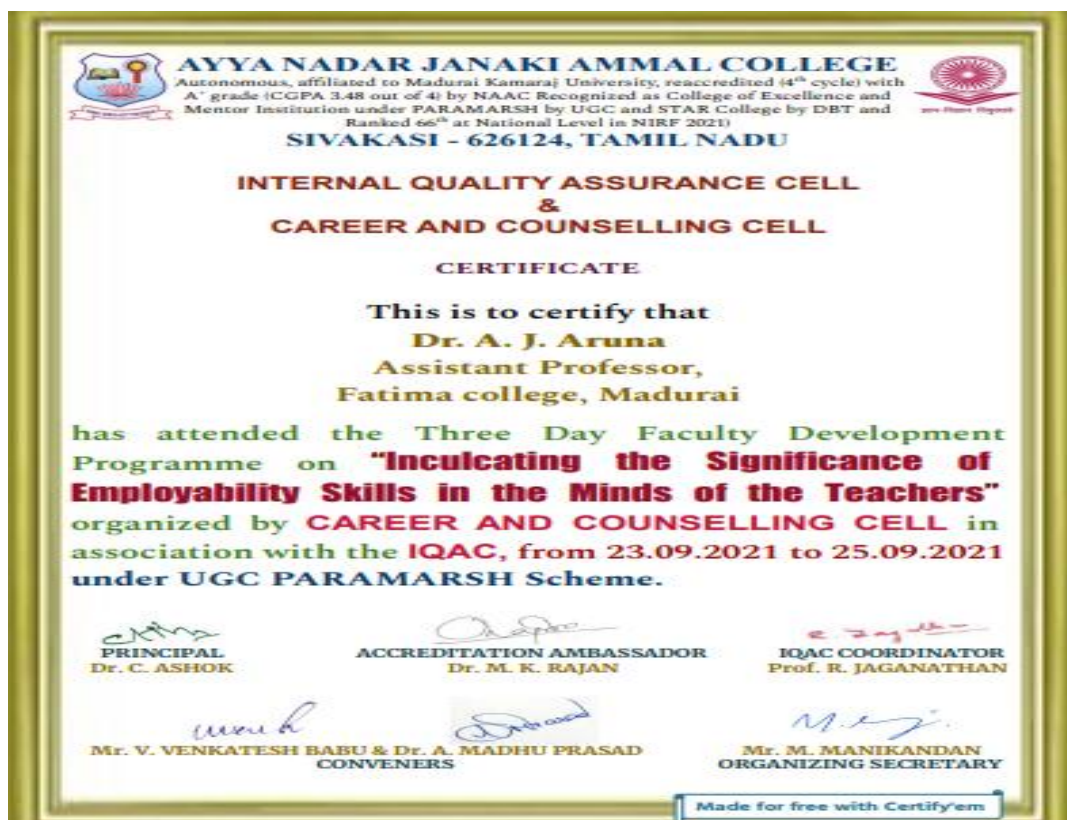 AYYA NADAR JANAKI AMMAL COLLEGE
Autonomous, affiliated to Madurai Kamaraj University, reaccredited (4th cycle) with
A+ grade (CGPA 3.48 out of 4) by NAAC Recognized as College of Excellence and
Mentor Institution under PARAMARSH by UGC and STAR College by DBT and
Ranked 66th at National Level in NIRF 2021)
SIVAKASI - 626124, TAMIL NADU
INTERNAL QUALITY ASSURANCE CELL
&
CAREER AND COUNSELLING CELL
CERTIFICATE
This is to certify that
Dr. A. J. Aruna
Assistant Professor,
Fatima college, Madurai
has attended the Three Day Faculty Development
Programme on "Inculcating the Significance of
Employability Skills in the Minds of the Teachers"
organized by CAREER AND COUNSELLING CELL in
association with the IQAC, from 23.09.2021 to 25.09.2021
under UGC PARAMARSH Scheme.
PRINCIPAL ACCREDITATION AMBASSADOR IQAC COORDINATOR
Dr. C. ASHOK Dr. M. K. RAJAN Prof. R. JAGANATHAN
Mr. V. VENKATESH BABU & Dr. A. MADHU PRASAD Mr. M. MANIKANDAN
CONVENERS ORGANIZING SECRETARY
Made for free with Certify'em